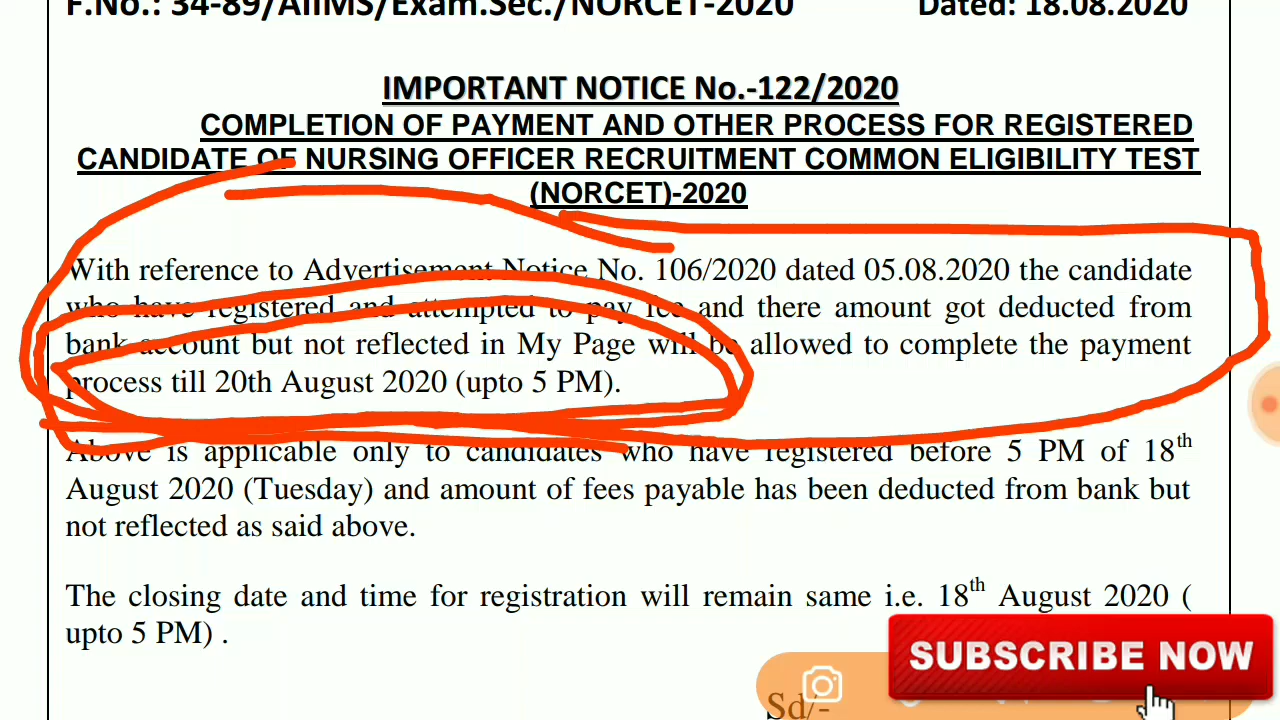 F.No.: 34-89/AIIMS/Exam.Sec./NORCET-2020 Dated: 18.08.2020
IMPORTANT NOTICE No.-122/2020
COMPLETION OF PAYMENT AND OTHER PROCESS FOR REGISTERED
CANDIDATE OF NURSING OFFICER RECRUITMENT COMMON ELIGIBILITY TEST
(NORCET)-2020
With reference to Advertisement Notice No. 106/2020 dated 05.08.2020 the candidate
who have registered and attempted to pay fee and there amount got deducted from
bank account but not reflected in My Page will be allowed to complete the payment
process till 20th August 2020 (upto 5 PM).
Above is applicable only to candidates who have registered before 5 PM of 18th
August 2020 (Tuesday) and amount of fees payable has been deducted from bank but
not reflected as said above.
The closing date and time for registration will remain same i.e. 18th August 2020 (
upto 5 PM) .
SUBSCRIBE NOW
Sd/-